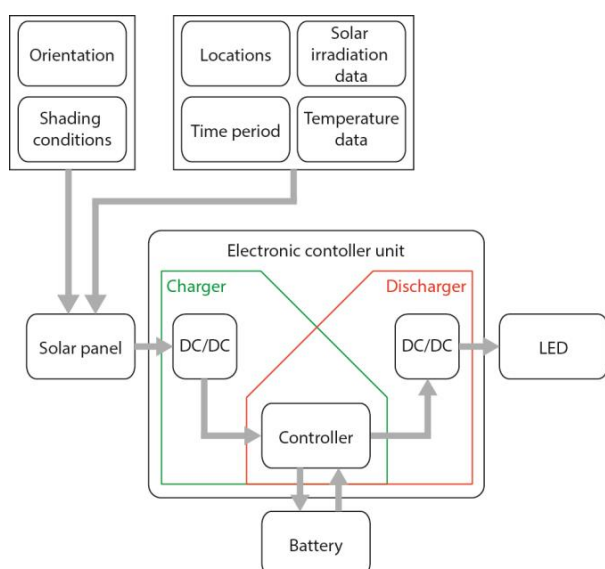 Orientation
Locations
Solar
irradiation
data
Shading
conditions
Time period
Temperature
data
Electronic contoller unit
Charger
Discharger
Solar panel
DC/DC
DC/DC
LED
Controller
Battery